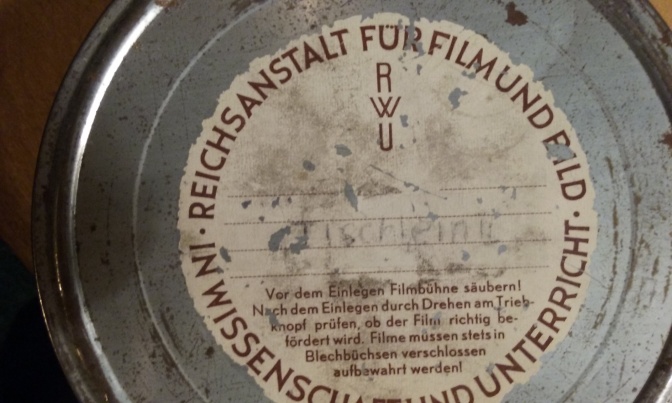 REICHSANSTALT FÜR FILM UND BILD · IN WISSENSCHAFT UND UNTERRICHT ·
R
W
U
Tischlein
Vor dem Einlegen Filmbühne säubern!
Nach dem Einlegen durch Drehen am Trieb-
knopf prüfen, ob der Film richtig be-
fördert wird. Filme müssen stets in
Blechbüchsen verschlossen
aufbewahrt werden!